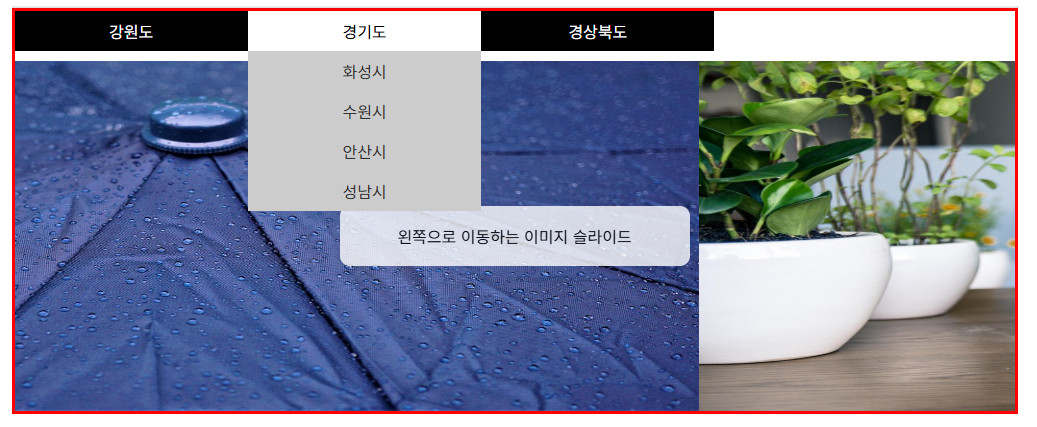 강원도 경기도 경상북도
화성시
수원시
안산시
성남시
왼쪽으로 이동하는 이미지 슬라이드